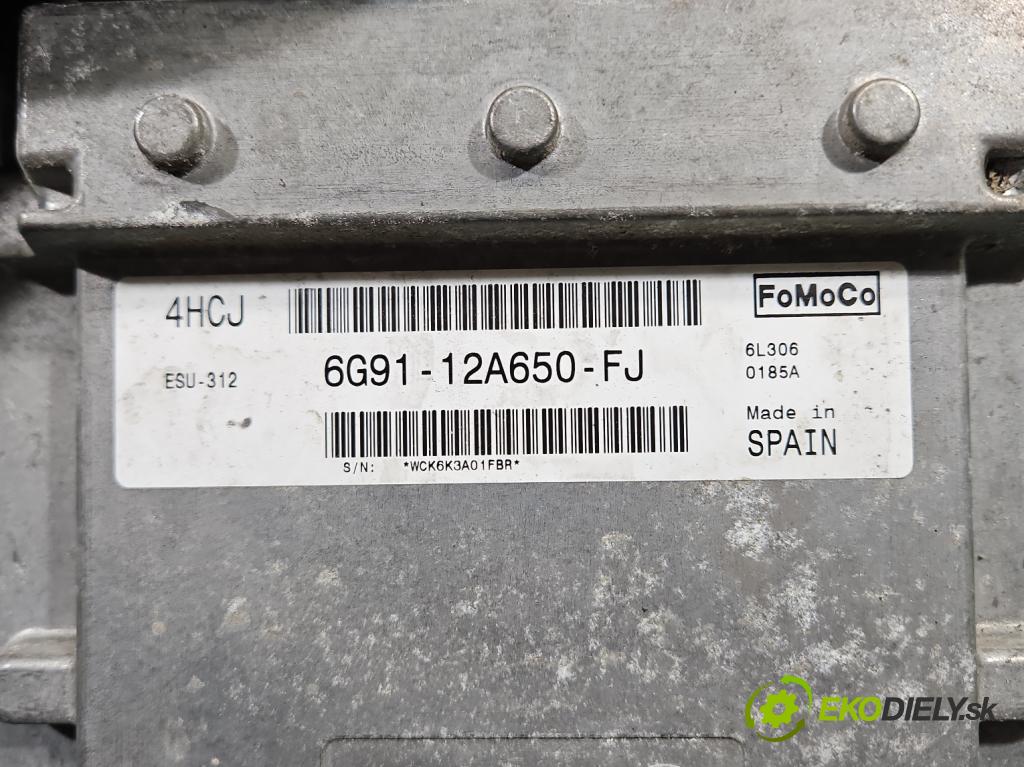 4HCJ
FoMoCo
ESU-312
6G91-12A650-FJ
6L306
0185A
Made in
SPAIN
S/N: *WCK6K3A01FBR*
EKODIELY.sk